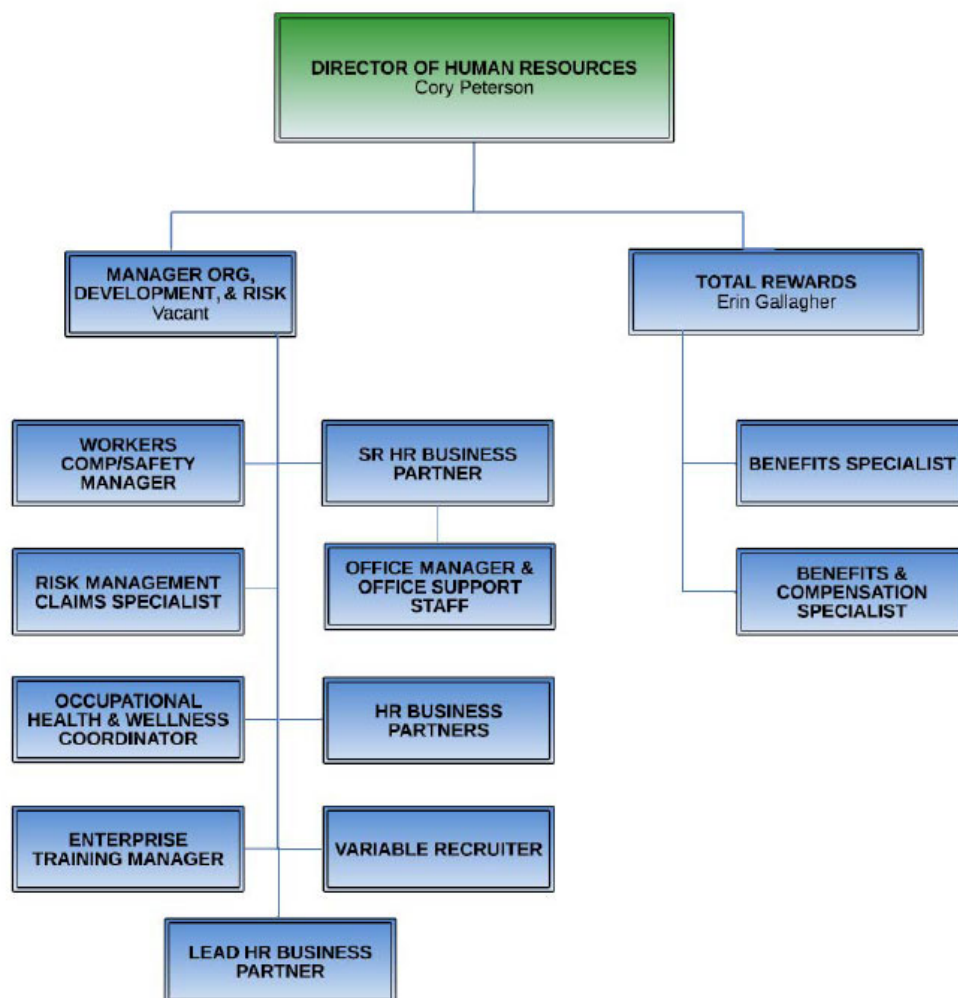 DIRECTOR OF HUMAN RESOURCES
Cory Peterson
MANAGER ORG,
DEVELOPMENT, & RISK
Vacant
TOTAL REWARDS
Erin Gallagher
WORKERS
COMP/SAFETY
MANAGER
SR HR BUSINESS
PARTNER
BENEFITS SPECIALIST
RISK MANAGEMENT
CLAIMS SPECIALIST
OFFICE MANAGER &
OFFICE SUPPORT
STAFF
BENEFITS &
COMPENSATION
SPECIALIST
OCCUPATIONAL
HEALTH & WELLNESS
COORDINATOR
HR BUSINESS
PARTNERS
ENTERPRISE
TRAINING MANAGER
VARIABLE RECRUITER
LEAD HR BUSINESS
PARTNER